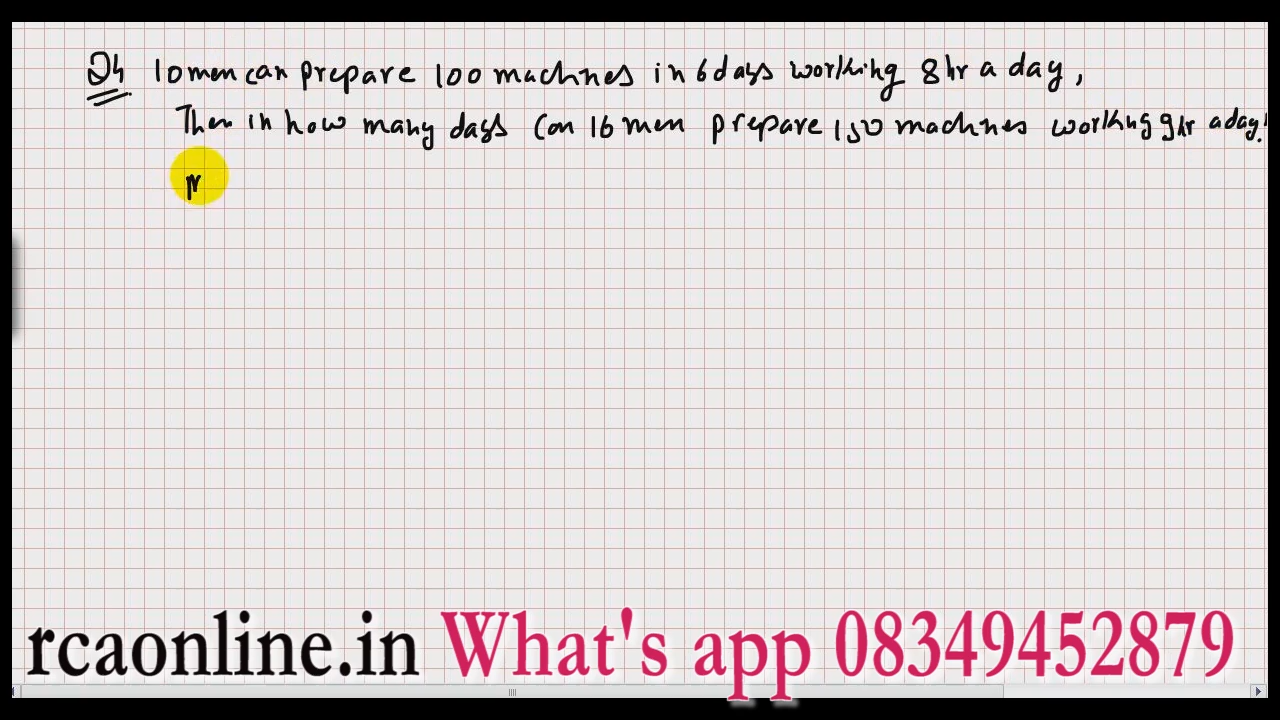 Q4 10 men can prepare 100 machines in 6 days working 8 hr a day,
Then in how many days can 16 men prepare 150 machines working 9 hr a day?
M
rcaonline.in What's app 08349452879